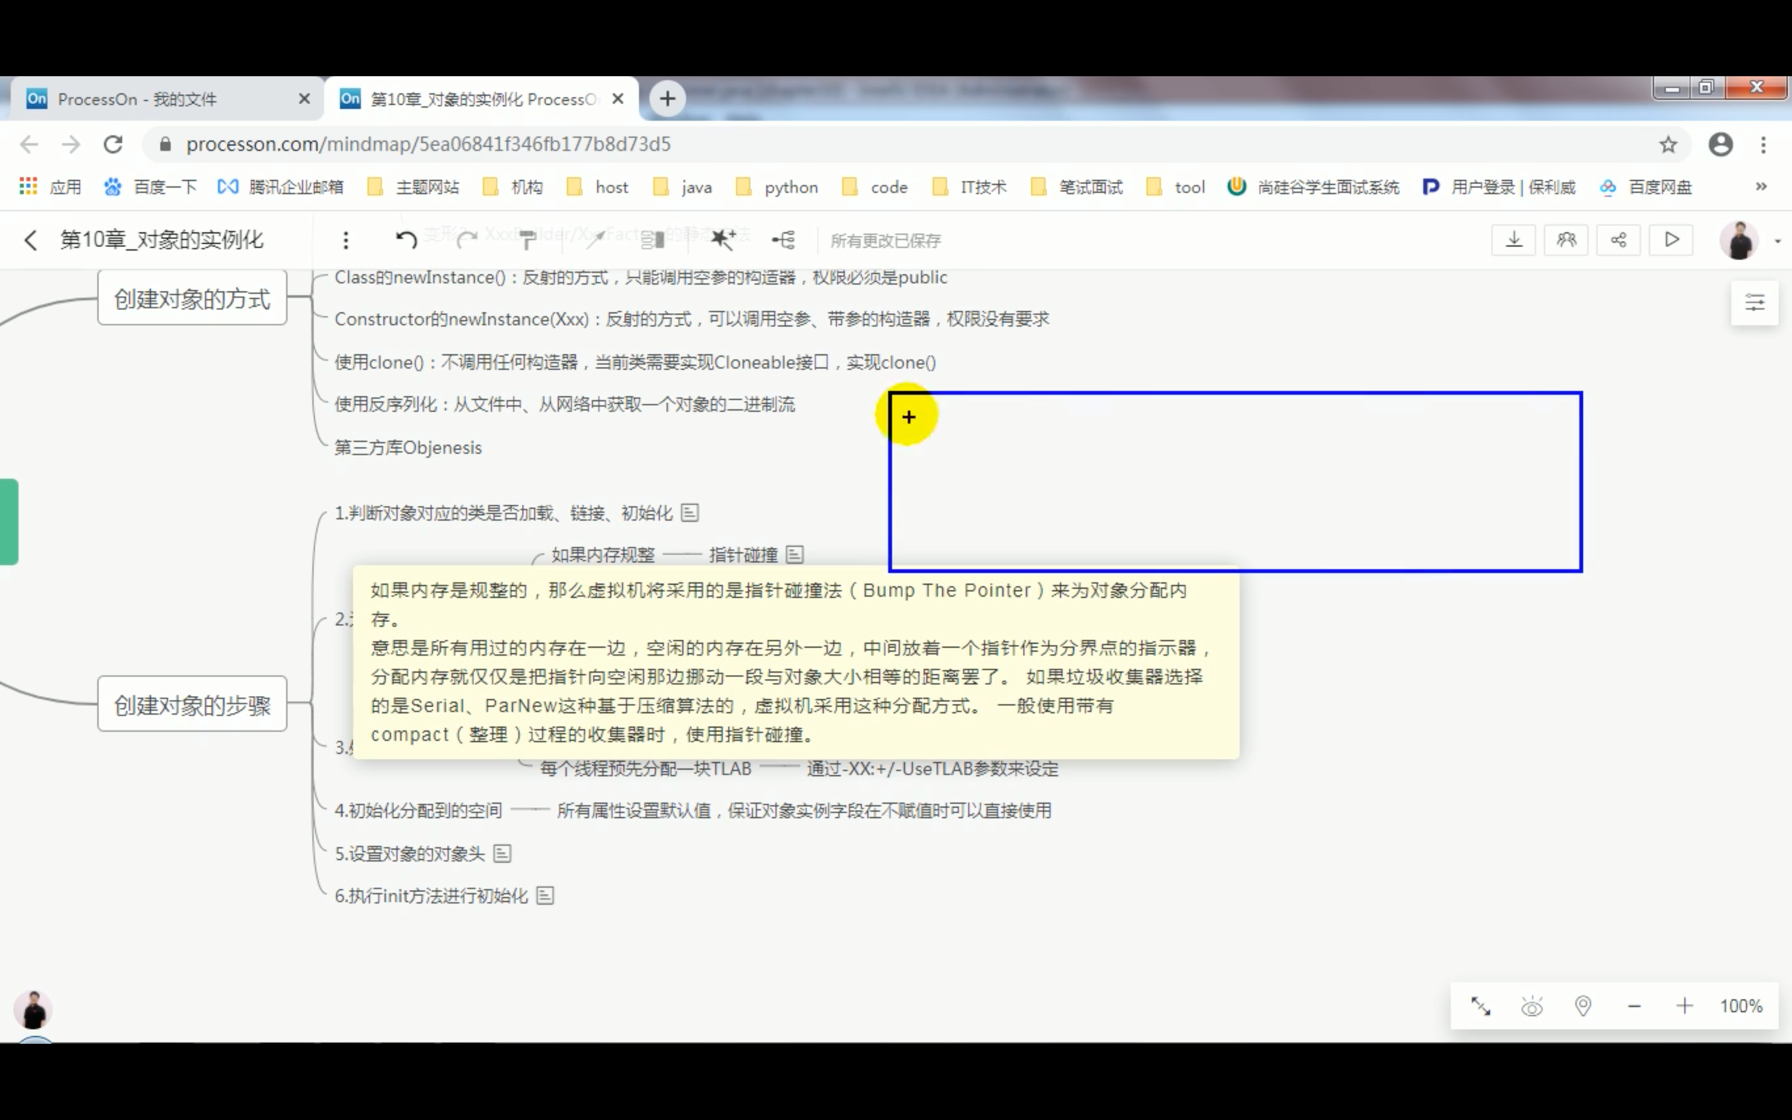 ProcessOn - 我的文件
第10章_对象的实例化 ProcessO
processon.com/mindmap/5ea06841f346fb177b8d73d5
应用
百度一下
腾讯企业邮箱
主题网站
机构
host
java
python
code
IT技术
笔试面试
tool
尚硅谷学生面试系统
用户登录 | 保利威
百度网盘
»
第10章_对象的实例化
所有更改已保存
创建对象的方式
Class的newInstance()：反射的方式，只能调用空参的构造器，权限必须是public
Constructor的newInstance(Xxx)：反射的方式，可以调用空参、带参的构造器，权限没有要求
使用clone()：不调用任何构造器，当前类需要实现Cloneable接口，实现clone()
使用反序列化：从文件中、从网络中获取一个对象的二进制流
第三方库Objenesis
1.判断对象对应的类是否加载、链接、初始化
如果内存规整
指针碰撞
2.
如果内存是规整的，那么虚拟机将采用的是指针碰撞法（Bump The Pointer）来为对象分配内
存。
意思是所有用过的内存在一边，空闲的内存在另外一边，中间放着一个指针作为分界点的指示器，
分配内存就仅仅是把指针向空闲那边挪动一段与对象大小相等的距离罢了。 如果垃圾收集器选择
的是Serial、ParNew这种基于压缩算法的，虚拟机采用这种分配方式。 一般使用带有
compact（整理）过程的收集器时，使用指针碰撞。
创建对象的步骤
3.
每个线程预先分配一块TLAB
通过-XX:+/-UseTLAB参数来设定
4.初始化分配到的空间
所有属性设置默认值，保证对象实例字段在不赋值时可以直接使用
5.设置对象的对象头
6.执行init方法进行初始化
100%